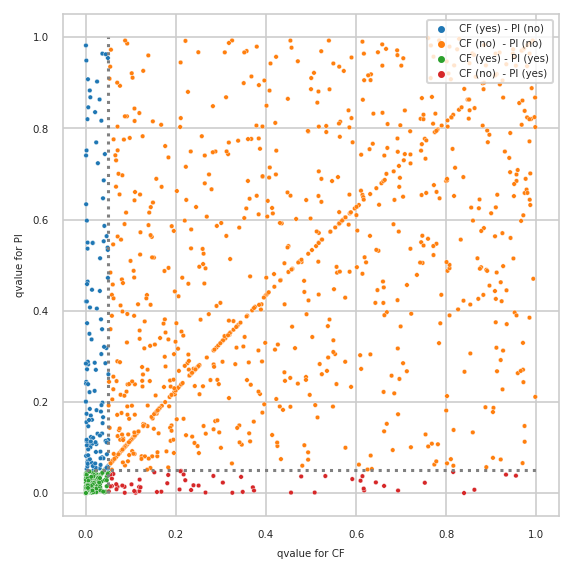 CF (yes) - PI (no)
CF (no)  - PI (no)
CF (yes) - PI (yes)
CF (no)  - PI (yes)
1.0
0.8
0.6
0.4
0.2
0.0
qvalue for PI
0.0 0.2 0.4 0.6 0.8 1.0
qvalue for CF